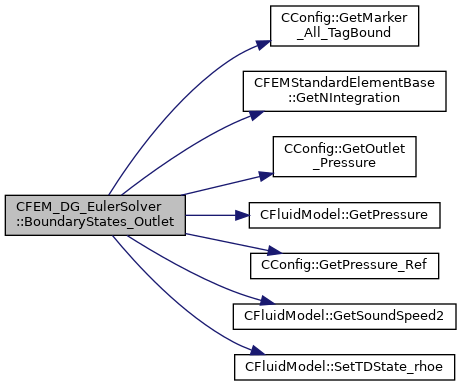 CConfig::GetMarker
_All_TagBound
CFEMStandardElementBase
::GetNIntegration
CConfig::GetOutlet
_Pressure
CFEM_DG_EulerSolver
::BoundaryStates_Outlet
CFluidModel::GetPressure
CConfig::GetPressure_Ref
CFluidModel::GetSoundSpeed2
CFluidModel::SetTDState_rhoe